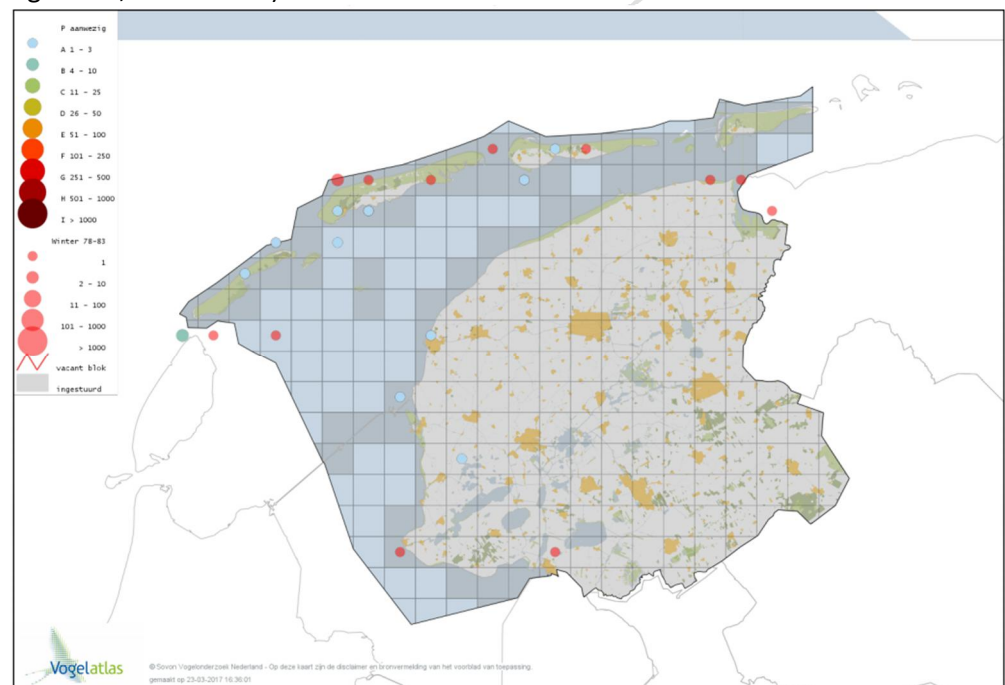 P aanwezig
A 1 - 3
B 4 - 10
C 11 - 25
D 26 - 50
E 51 - 100
F 101 - 250
G 251 - 500
H 501 - 1000
I > 1000
Winter 78-83
1
2 - 10
11 - 100
101 - 1000
> 1000
vacant blok
ingestuurd
Vogelatlas
© Sovon Vogelonderzoek Nederland - Op deze kaart zijn de disclaimer en bronvermelding van het voorblad van toepassing.
gemaakt op 23-03-2017 16:36:01